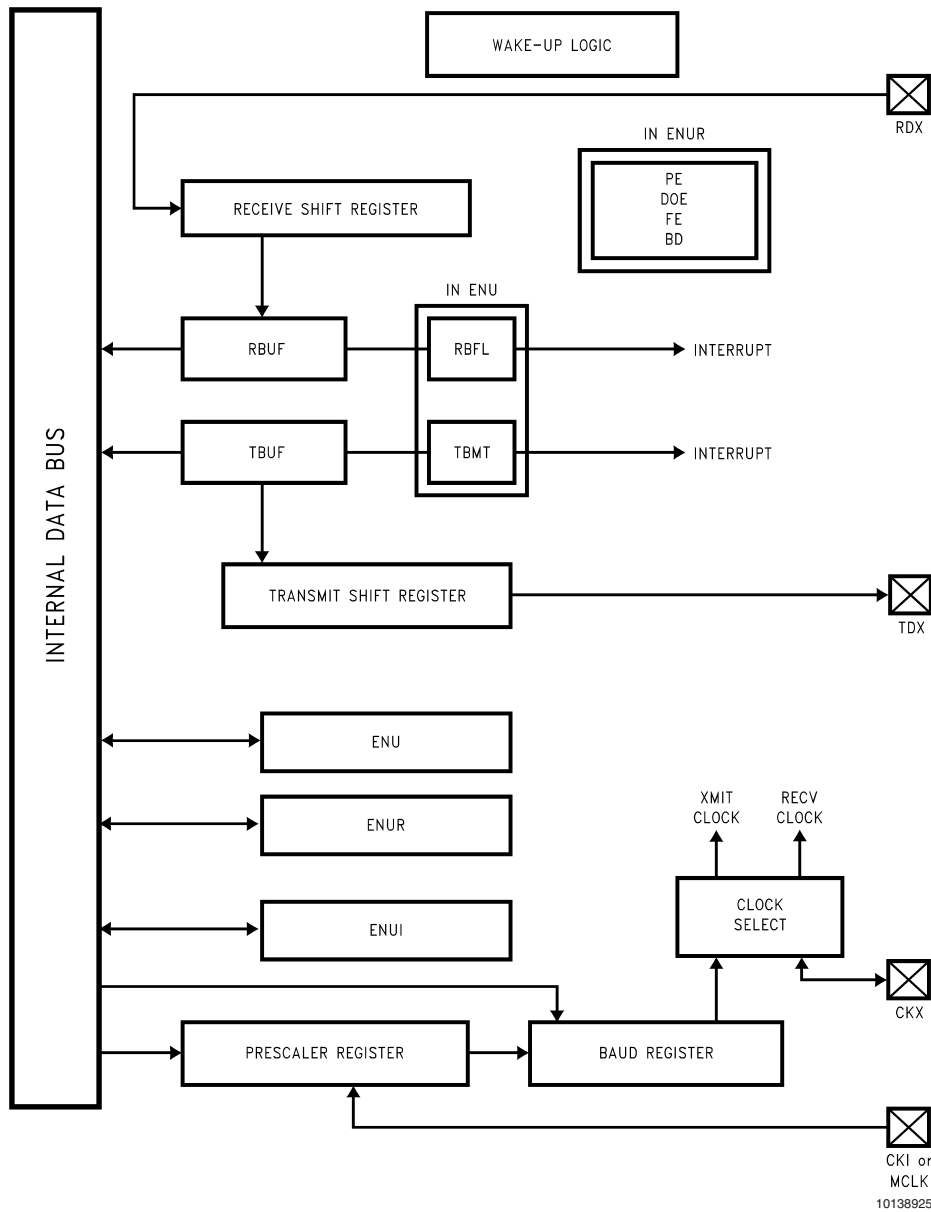 WAKE-UP LOGIC
RDX
IN ENUR
PE
DOE
FE
BD
RECEIVE SHIFT REGISTER
IN ENU
RBUF
RBFL
INTERRUPT
TBUF
TBMT
INTERRUPT
INTERNAL DATA BUS
TRANSMIT SHIFT REGISTER
TDX
ENU
ENUR
XMIT
CLOCK
RECV
CLOCK
CLOCK
SELECT
ENUI
CKX
PRESCALER REGISTER
BAUD REGISTER
CKI or
MCLK
10138925